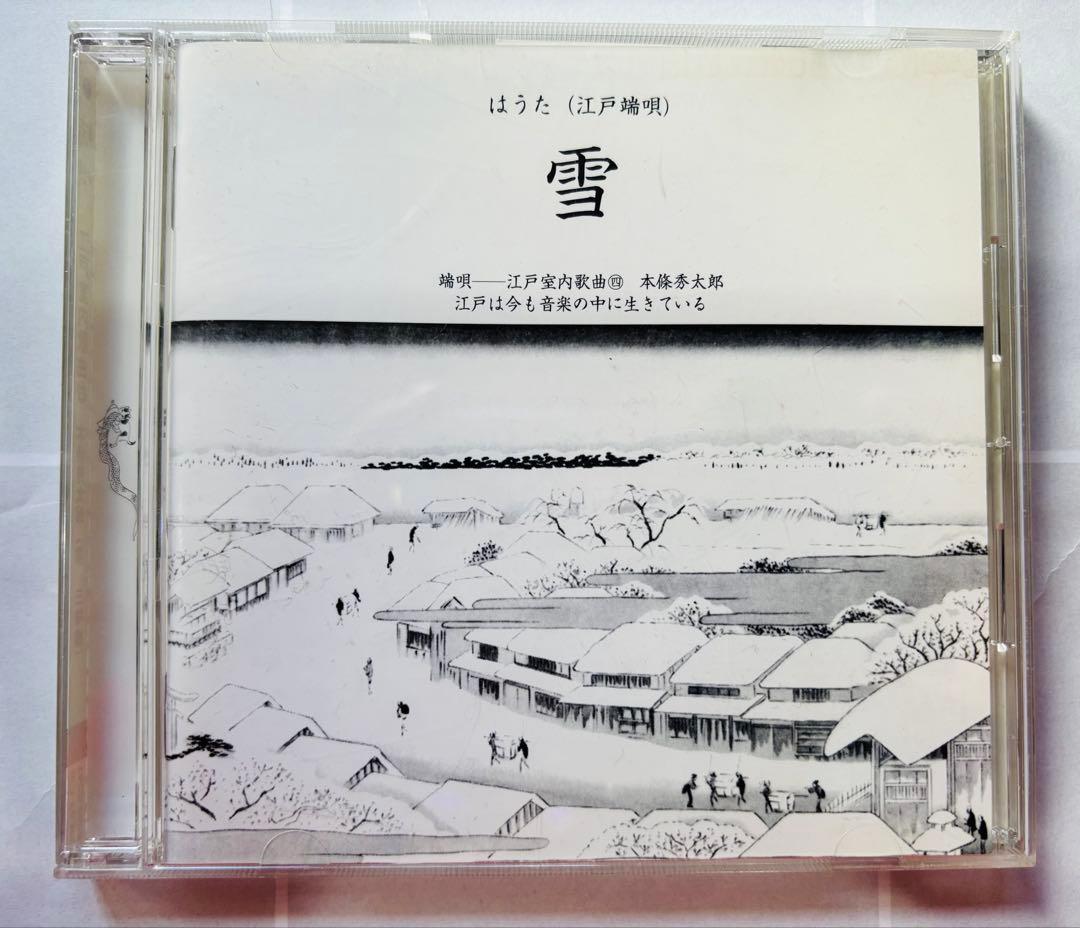 はうた（江戸端唄）
雪
端唄――江戸室内歌曲㊃　本條秀太郎
江戸は今も音楽の中に生きている